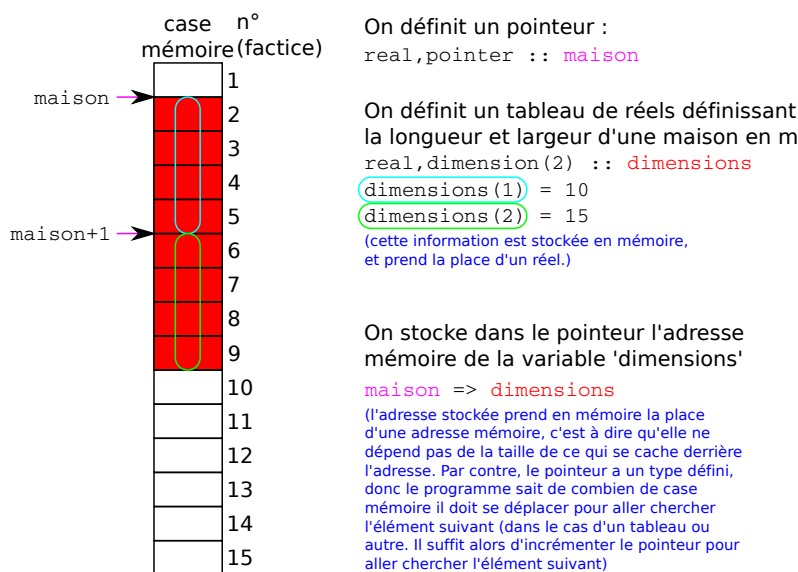 case
mémoire
n°
(factice)
1
2
3
4
5
6
7
8
9
10
11
12
13
14
15
maison
maison+1
On définit un pointeur :
real,pointer :: maison
On définit un tableau de réels définissant
la longueur et largeur d'une maison en m
real,dimension(2) :: dimensions
dimensions(1) = 10
dimensions(2) = 15
(cette information est stockée en mémoire,
et prend la place d'un réel.)
On stocke dans le pointeur l'adresse
mémoire de la variable 'dimensions'
maison => dimensions
(l'adresse stockée prend en mémoire la place
d'une adresse mémoire, c'est à dire qu'elle ne
dépend pas de la taille de ce qui se cache derrière
l'adresse. Par contre, le pointeur a un type défini,
donc le programme sait de combien de case
mémoire il doit se déplacer pour aller chercher
l'élément suivant (dans le cas d'un tableau ou
autre. Il suffit alors d'incrémenter le pointeur pour
aller chercher l'élément suivant)